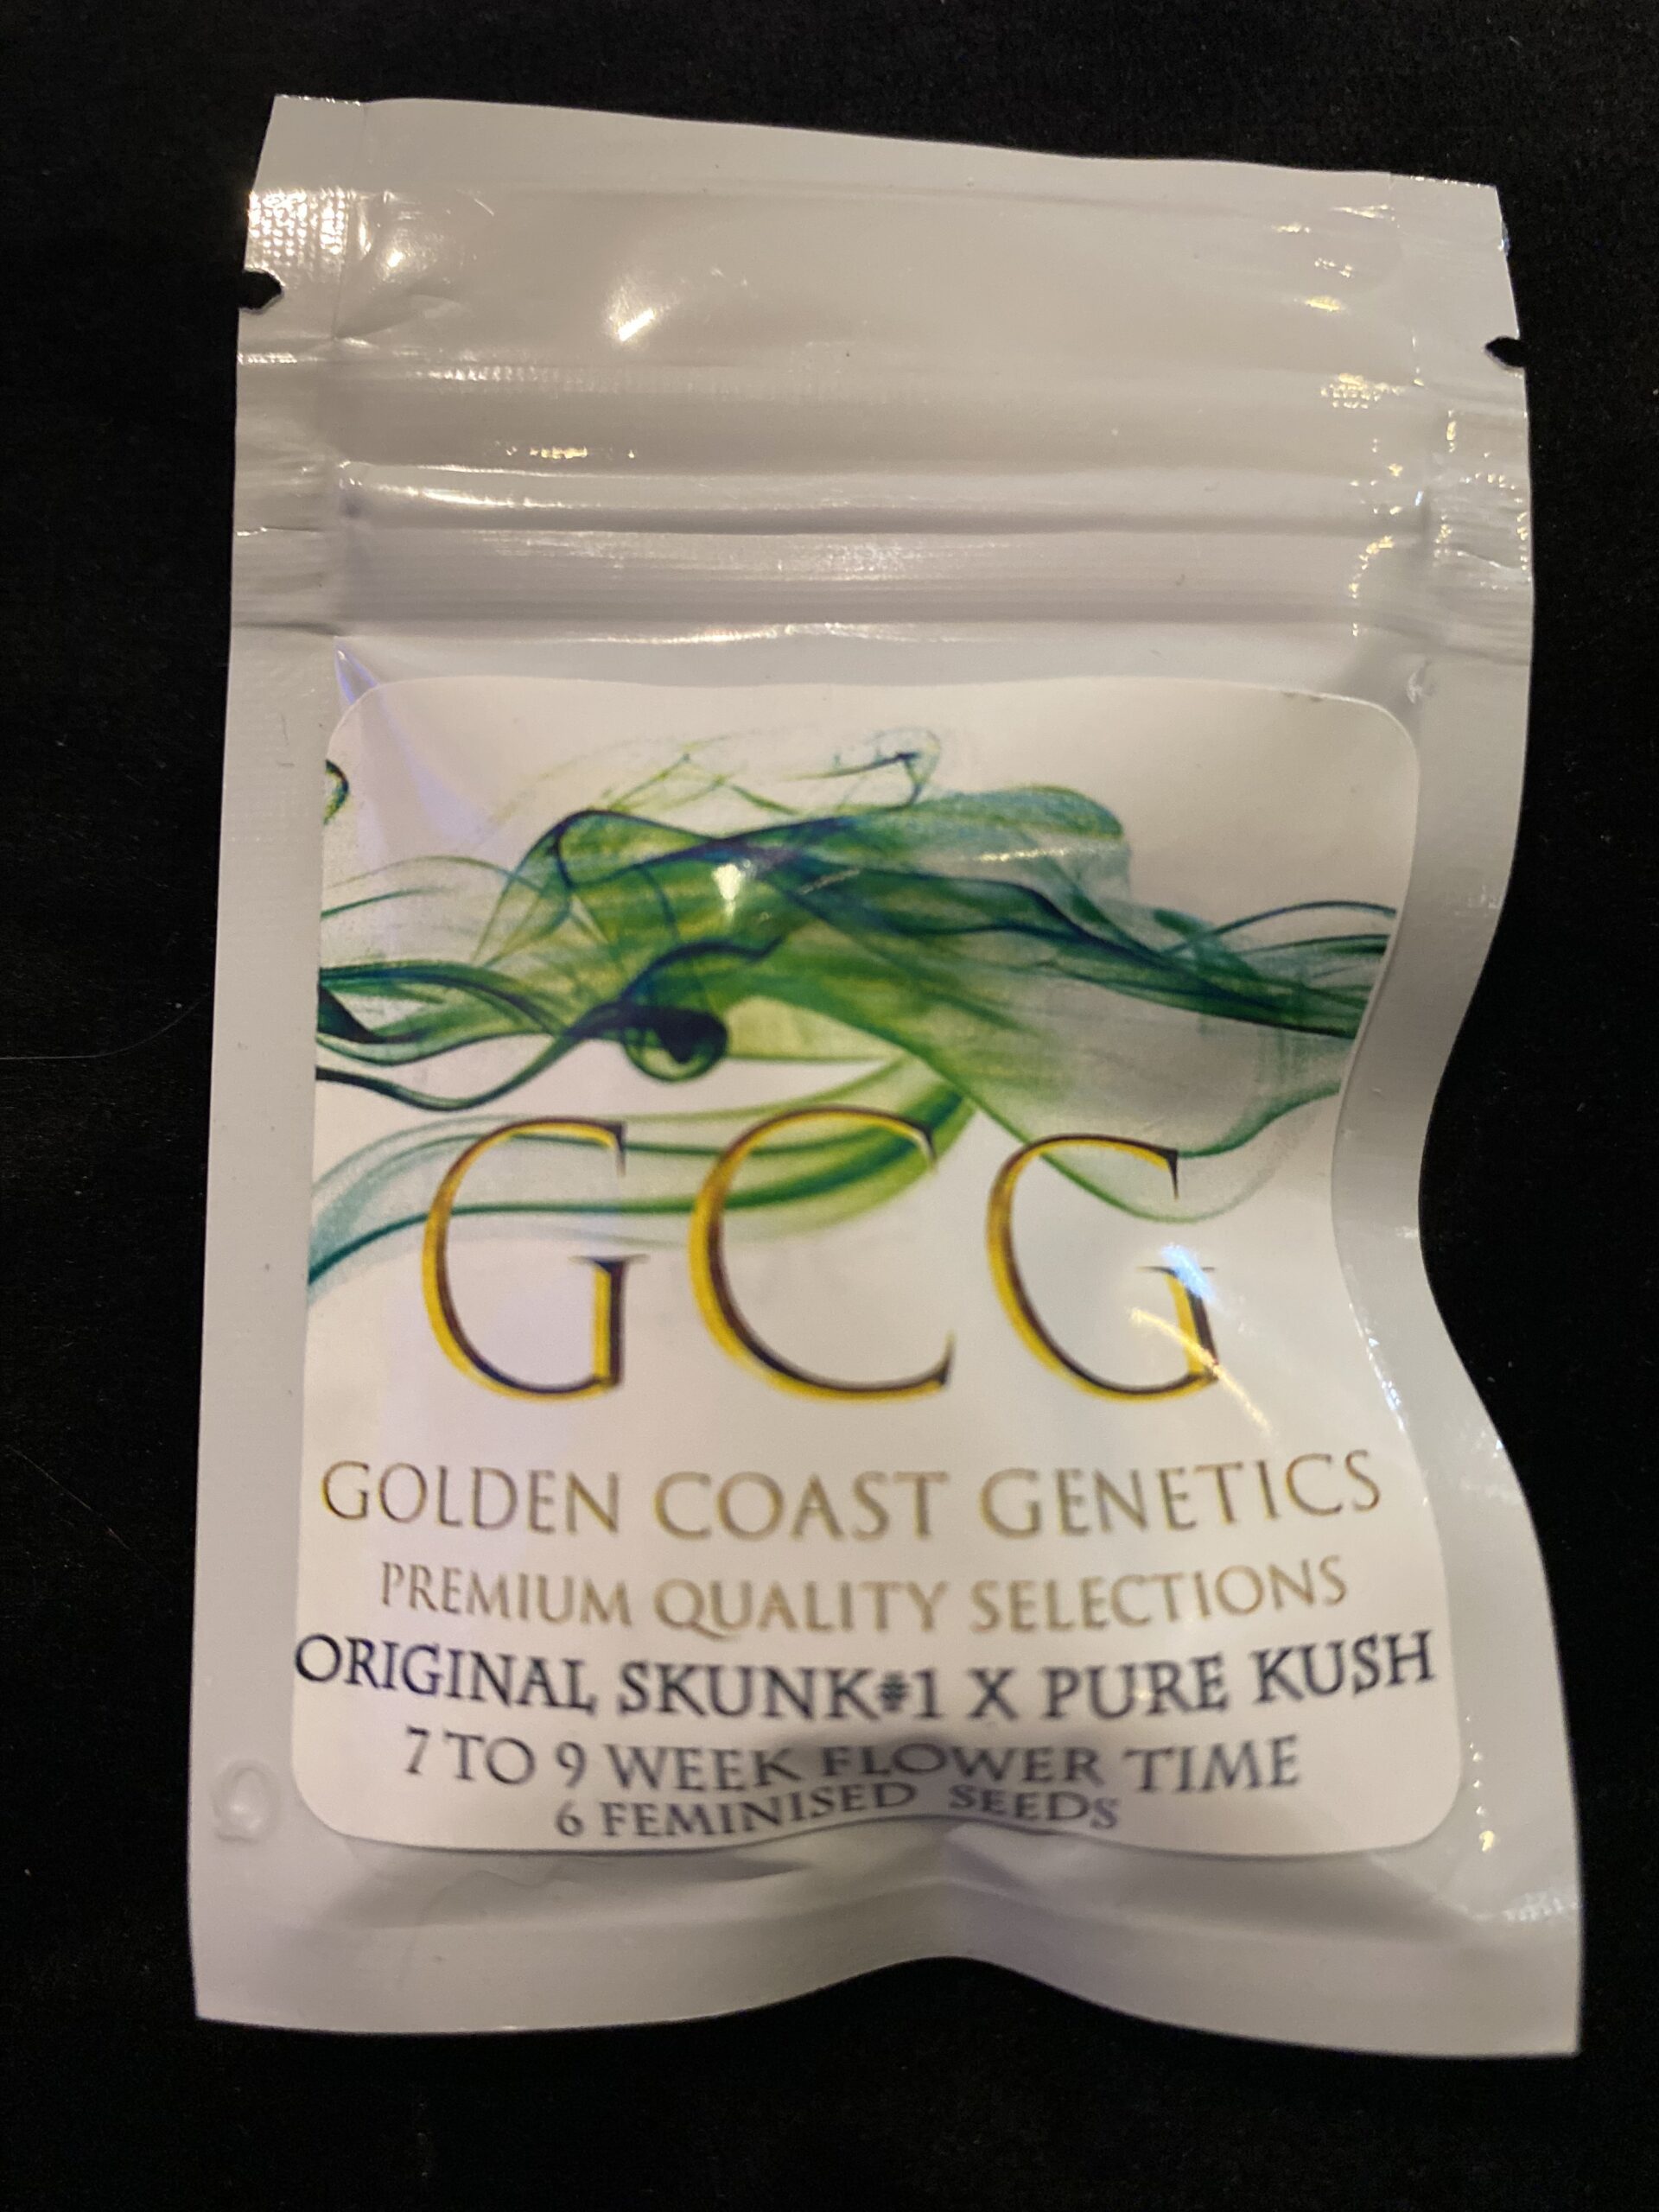 GCG
GOLDEN COAST GENETICS
PREMIUM QUALITY SELECTIONS
ORIGINAL SKUNK#1 X PURE KUSH
7 TO 9 WEEK FLOWER TIME
6 FEMINISED SEEDS